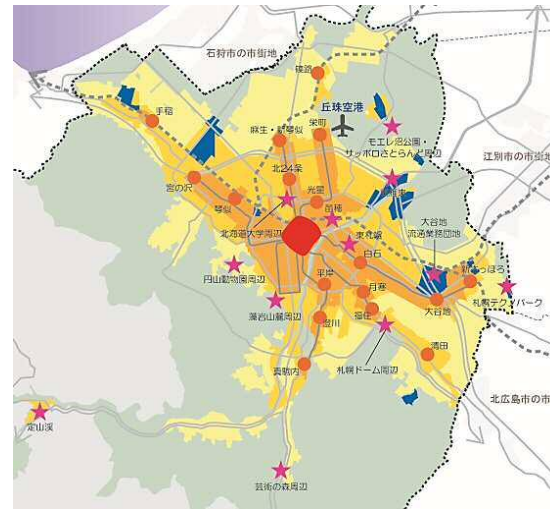 石狩市の市街地
篠路
丘珠空港
手稲
麻生・新琴似
栄町
モエレ沼公園・
サッポロさとらんど周辺
江別市の市街地
北24条
宮の沢
光星
苗穂
琴似
大谷地
流通業務団地
北海道大学周辺
東札幌
白石
新さっぽろ
円山動物園周辺
平岸
月寒
札幌テクノパーク
藻岩山麓周辺
福住
大谷地
澄川
清田
真駒内
札幌ドーム周辺
北広島市の市
定山渓
芸術の森周辺